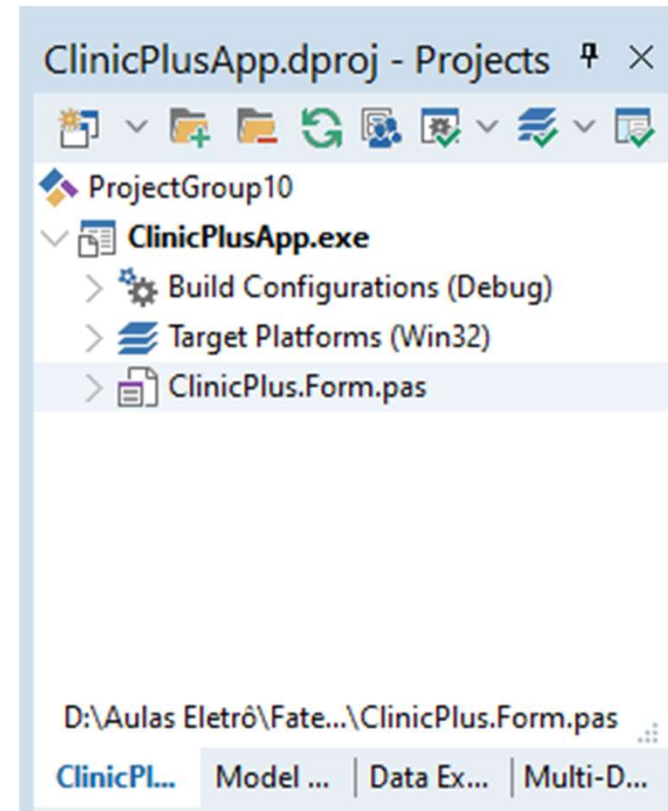 ClinicPlusApp.dproj - Projects
ProjectGroup10
ClinicPlusApp.exe
Build Configurations (Debug)
Target Platforms (Win32)
ClinicPlus.Form.pas
D:\Aulas Eletrô\Fate...\ClinicPlus.Form.pas
ClinicPl... Model ... Data Ex... Multi-D...